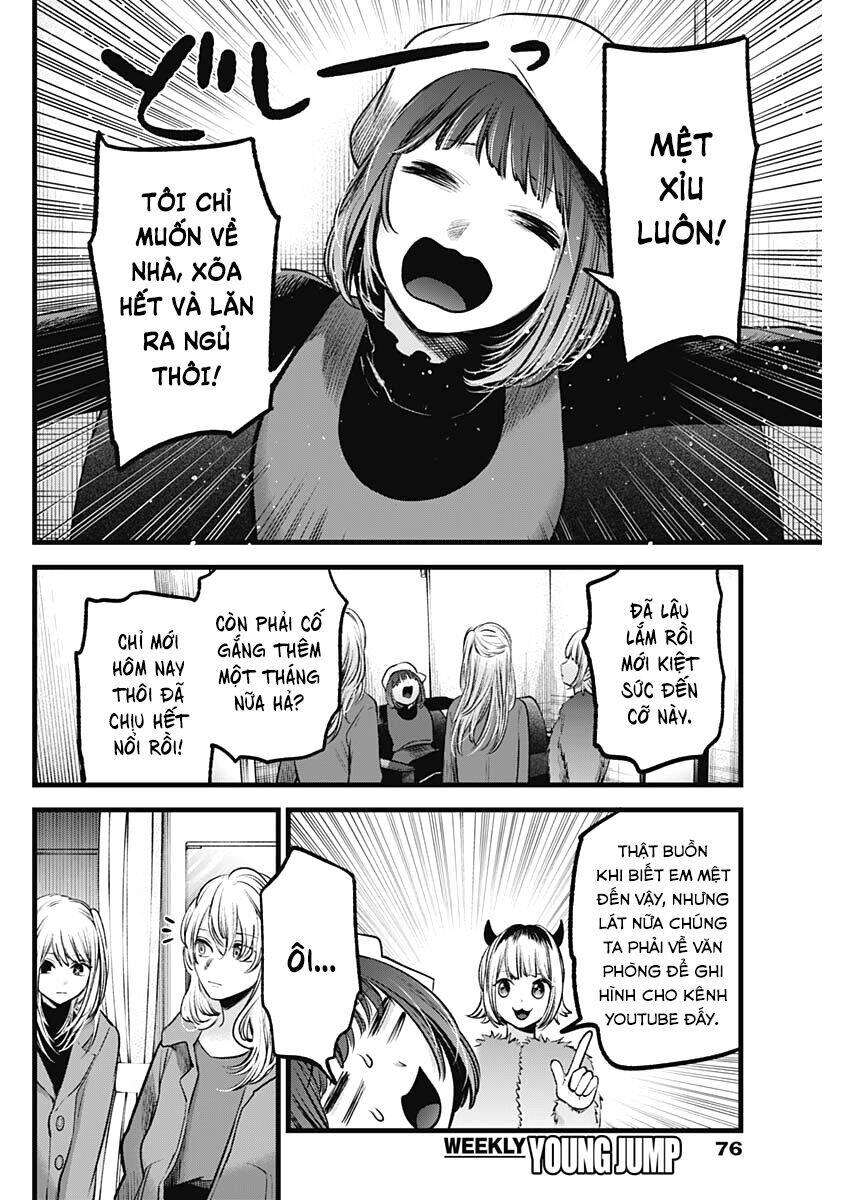 どしーっ
MỆT
XỈU
LUÔN!
TÔI CHỈ
MUỐN VỀ
NHÀ, XÕA
HẾT VÀ LĂN
RA NGỦ
THÔI!
ĐÃ LÂU
LẮM RỒI
MỚI KIỆT
SỨC ĐẾN
CỠ NÀY.
CÒN PHẢI CỐ
GẮNG THÊM
MỘT THÁNG
NỮA HẢ?
CHỈ MỚI
HÔM NAY
THÔI ĐÃ
CHỊU HẾT
NỔI RỒI!
THẬT BUỒN
KHI BIẾT EM MỆT
ĐẾN VẬY, NHƯNG
LÁT NỮA CHÚNG
TA PHẢI VỀ VĂN
PHÒNG ĐỂ GHI
HÌNH CHO KÊNH
YOUTUBE ĐẤY.
ÔI...
WEEKLY YOUNG JUMP 76